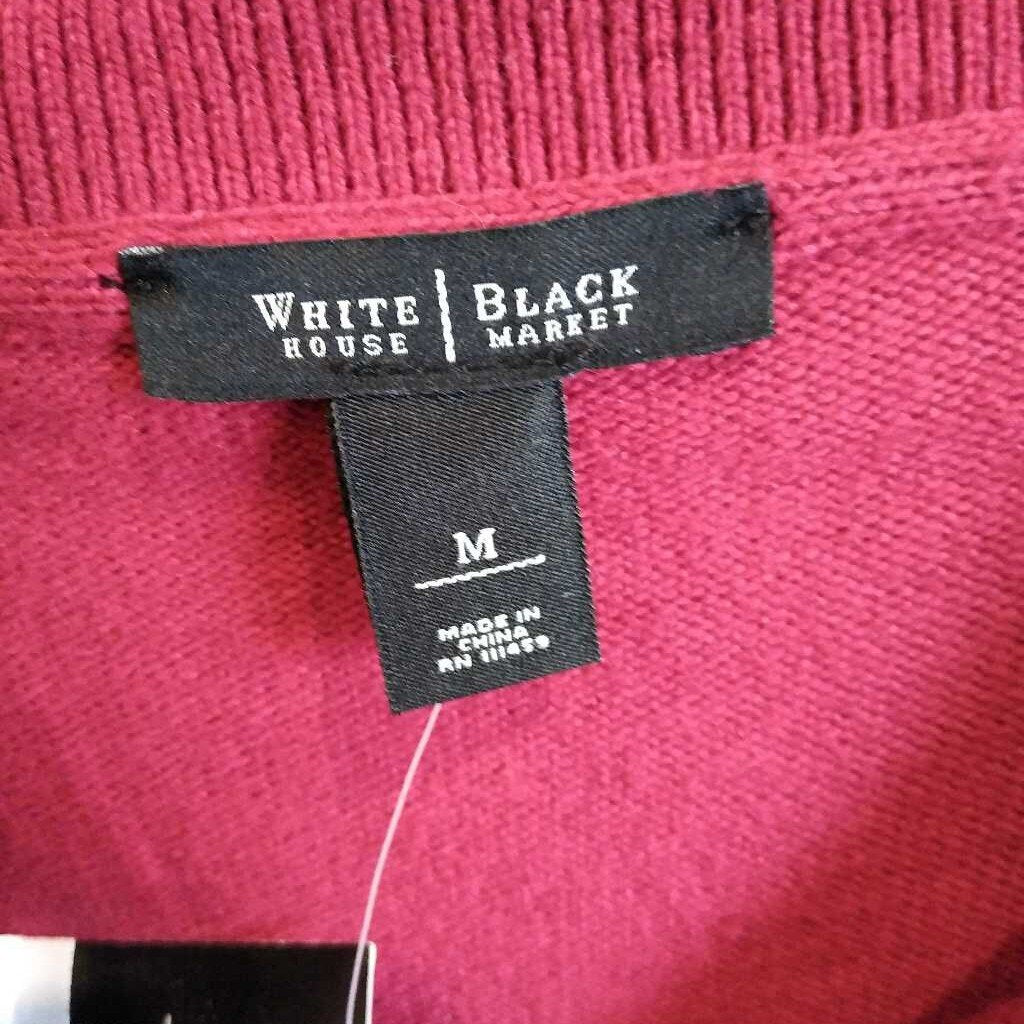 WHITE | BLACK
HOUSE | MARKET
M
MADE IN
CHINA
RN 111459